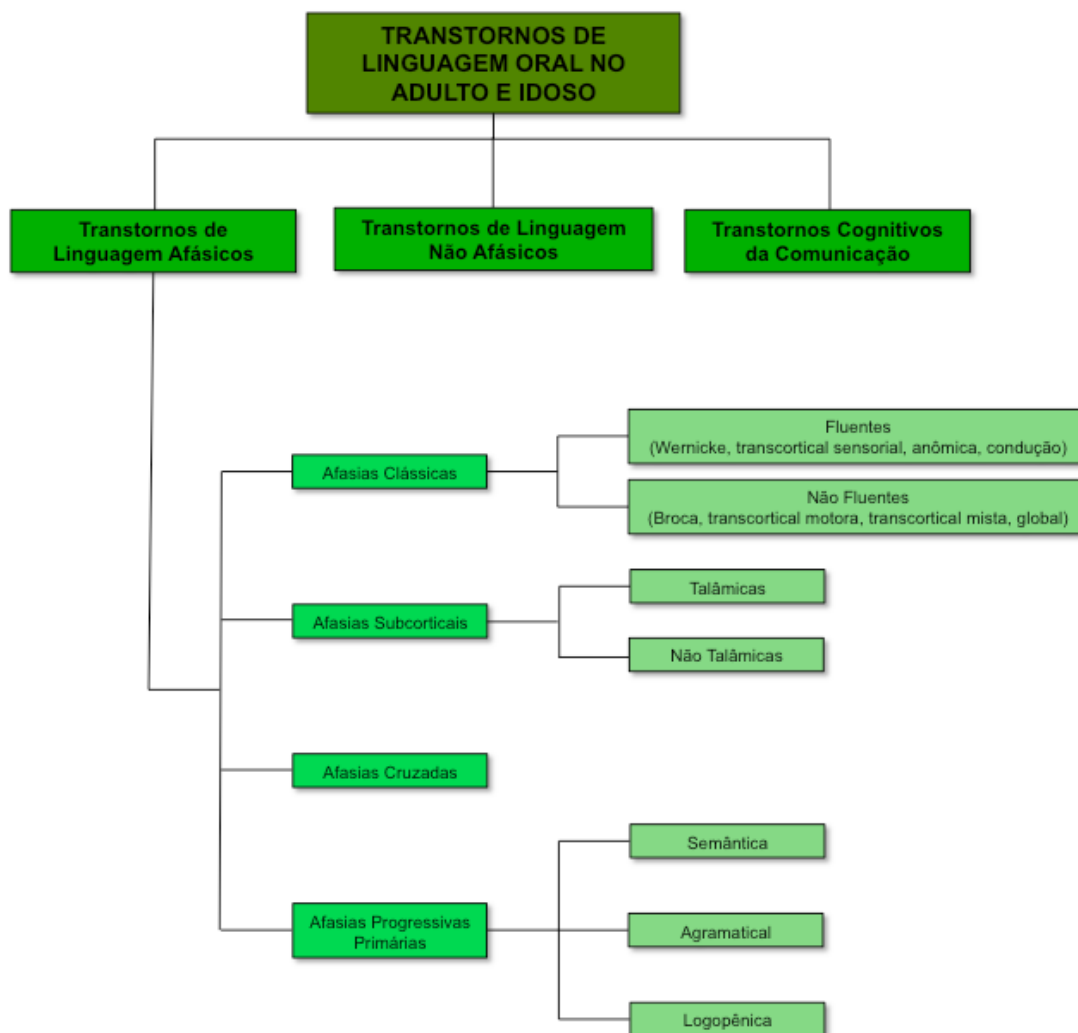 TRANSTORNOS DE
LINGUAGEM ORAL NO
ADULTO E IDOSO
Transtornos de
Linguagem Afásicos
Transtornos de Linguagem
Não Afásicos
Transtornos Cognitivos
da Comunicação
Afasias Clássicas
Fluentes
(Wernicke, transcortical sensorial, anômica, condução)
Não Fluentes
(Broca, transcortical motora, transcortical mista, global)
Afasias Subcorticais
Talâmicas
Não Talâmicas
Afasias Cruzadas
Afasias Progressivas
Primárias
Semântica
Agramatical
Logopênica